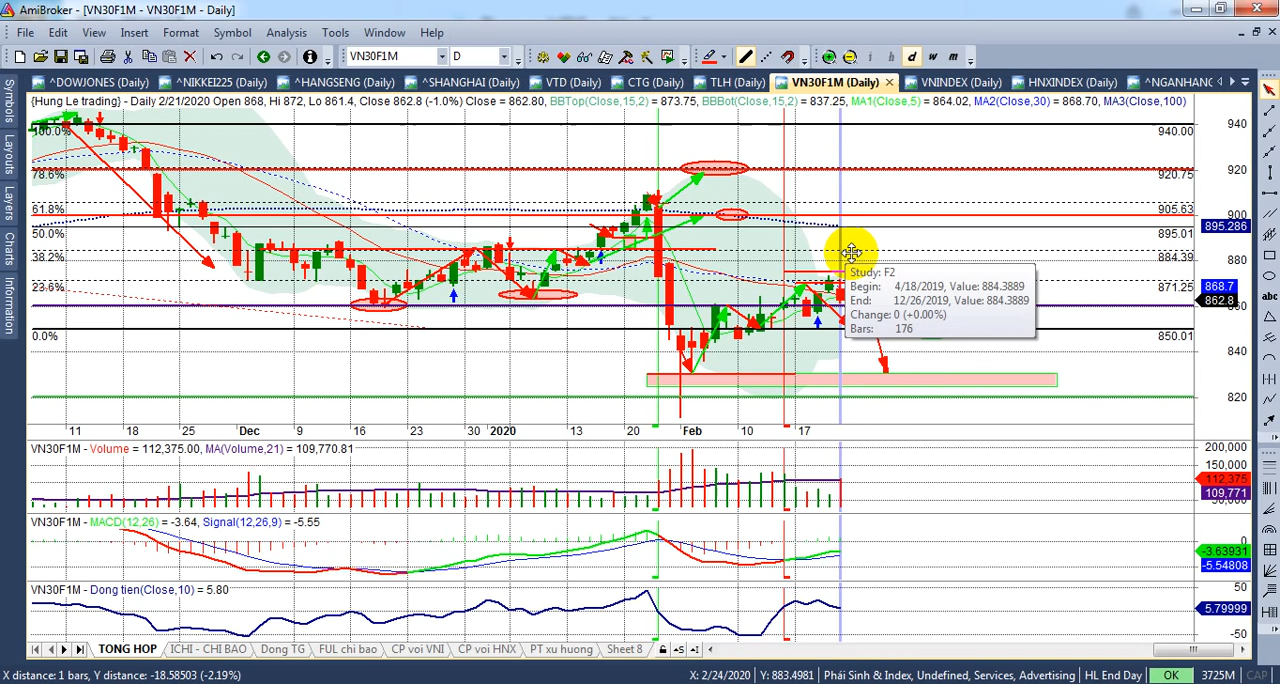 AmiBroker - [VN30F1M - VN30F1M - Daily]
File Edit View Insert Format Symbol Analysis Tools Window Help
VN30F1M D
i h d w m
^DOWJONES (Daily) ^NIKKEI225 (Daily) ^HANGSENG (Daily) ^SHANGHAI (Daily) VTD (Daily) CTG (Daily) TLH (Daily) VN30F1M (Daily) VNINDEX (Daily) HNXINDEX (Daily) ^NGANHANG
Symbols
Layouts
Layers
Charts
Information
{Hung Le trading} - Daily 2/21/2020 Open 868, Hi 872, Lo 861.4, Close 862.8 (-1.0%) Close = 862.80, BBTop(Close,15,2) = 873.75, BBBot(Close,15,2) = 837.25, MA1(Close,5) = 864.02, MA2(Close,30) = 868.70, MA3(Close,100)
100.0% 940.00 940
78.6% 920.75 920
61.8% 905.63 900
50.0% 895.01 895.286
38.2% 884.39 880
23.6% 871.25 868.7
862.8
860
0.0% 850.01
840
820
Study: F2
Begin: 4/18/2019, Value: 884.3889
End: 12/26/2019, Value: 884.3889
Change: 0 (+0.00%)
Bars: 176
11 18 25 Dec 9 16 23 30 2020 13 20 Feb 10 17
VN30F1M - Volume = 112,375.00, MA(Volume,21) = 109,770.81
200,000
150,000
112,375
109,771
VN30F1M - MACD(12,26) = -3.64, Signal(12,26,9) = -5.55
0
-3.63931
-5.54808
VN30F1M - Dong tien(Close,10) = 5.80
50
5.79999
-50
TONG HOP ICHI - CHI BAO Dong TG FUL chi bao CP voi VNI CP voi HNX PT xu huong Sheet 8
X distance: 1 bars, Y distance: -18.58503 (-2.19%) X: 2/24/2020 Y: 883.4981 Phái Sinh & Index, Undefined, Services, Advertising HL End Day OK 3725M CAP